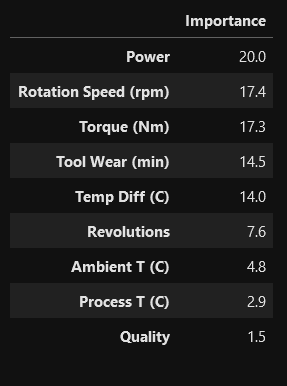 Importance
Power 20.0
Rotation Speed (rpm) 17.4
Torque (Nm) 17.3
Tool Wear (min) 14.5
Temp Diff (C) 14.0
Revolutions 7.6
Ambient T (C) 4.8
Process T (C) 2.9
Quality 1.5